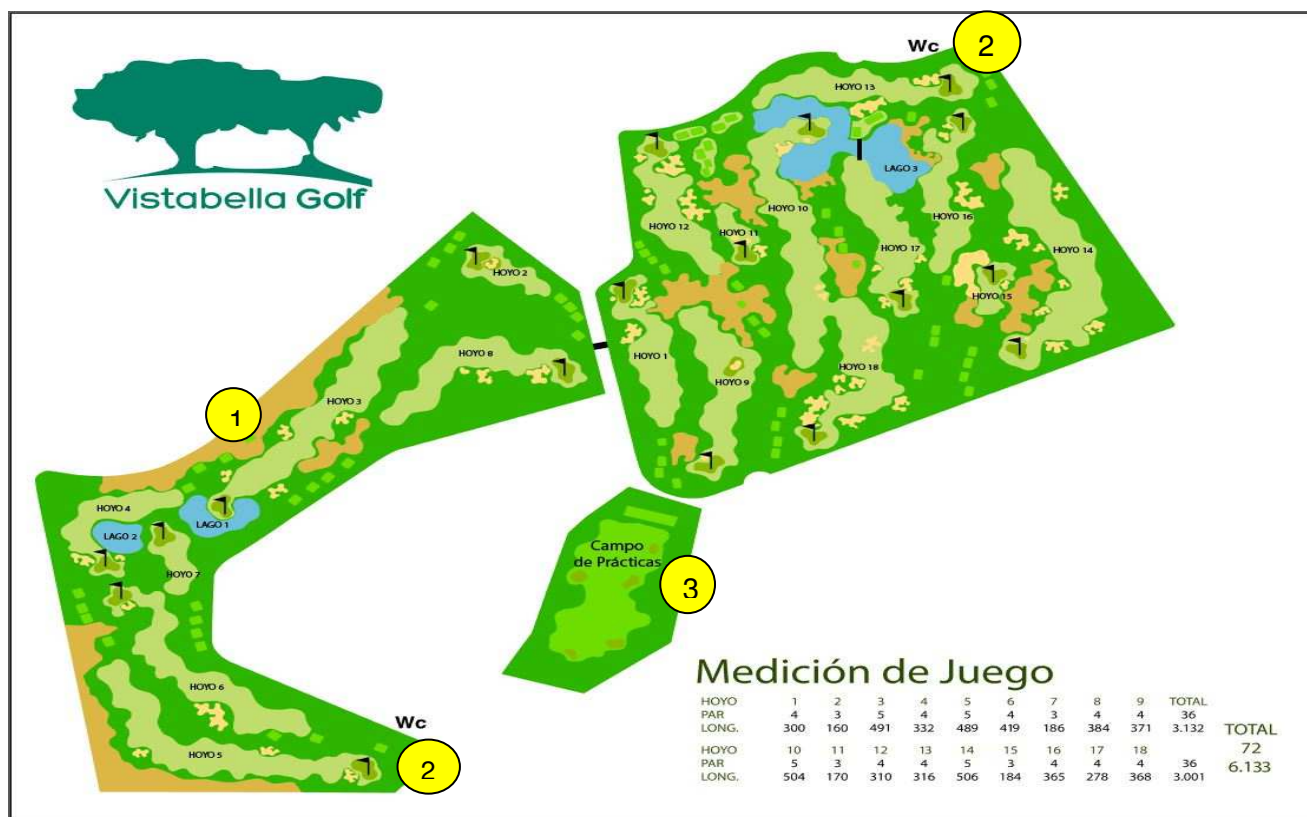 Wc
2
HOYO 13
LAGO 3
HOYO 10
HOYO 16
HOYO 12
HOYO 11
HOYO 17
HOYO 14
HOYO 15
Vistabella Golf
HOYO 2
HOYO 8
HOYO 1
HOYO 9
HOYO 18
HOYO 3
1
HOYO 4
LAGO 1
LAGO 2
HOYO 7
HOYO 6
HOYO 5
Wc
2
Campo
de Prácticas
3
Medición de Juego
HOYO 1 2 3 4 5 6 7 8 9 TOTAL
PAR 4 3 5 4 5 4 3 4 4 36
LONG. 300 160 491 332 489 419 186 384 371 3.132
HOYO 10 11 12 13 14 15 16 17 18
PAR 5 3 4 4 5 3 4 4 4 36
LONG. 504 170 310 316 506 184 365 278 368 3.001
TOTAL
72
6.133